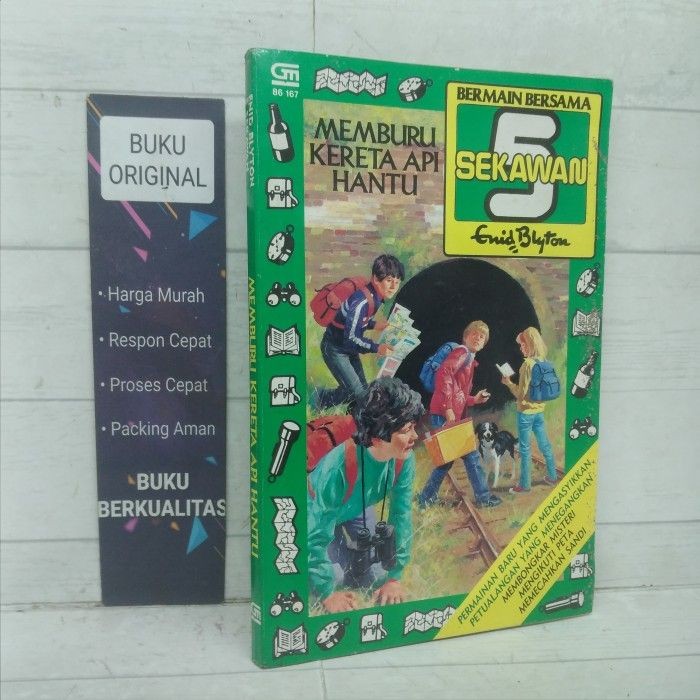 BUKU
ORIGINAL
• Harga Murah
• Respon Cepat
• Proses Cepat
• Packing Aman
BUKU
BERKUALITAS
ENID BLYTON
MEMBURU KERETA API HANTU
GM
86 167
MEMBURU
KERETA API
HANTU
BERMAIN BERSAMA
5
SEKAWAN
Enid Blyton
PERMAINAN BARU YANG MENGASYIKKAN,
PETUALANGAN YANG MENEGANGKAN:
MEMBONGKAR MISTERI
MENGIKUTI PETA
MEMECAHKAN SANDI